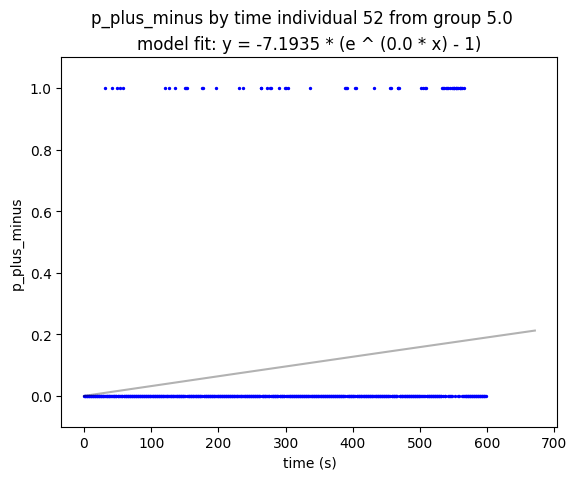 p_plus_minus by time individual 52 from group 5.0
model fit: y = -7.1935 * (e ^ (0.0 * x) - 1)
1.0
0.8
0.6
0.4
0.2
0.0
p_plus_minus
0 100 200 300 400 500 600 700
time (s)